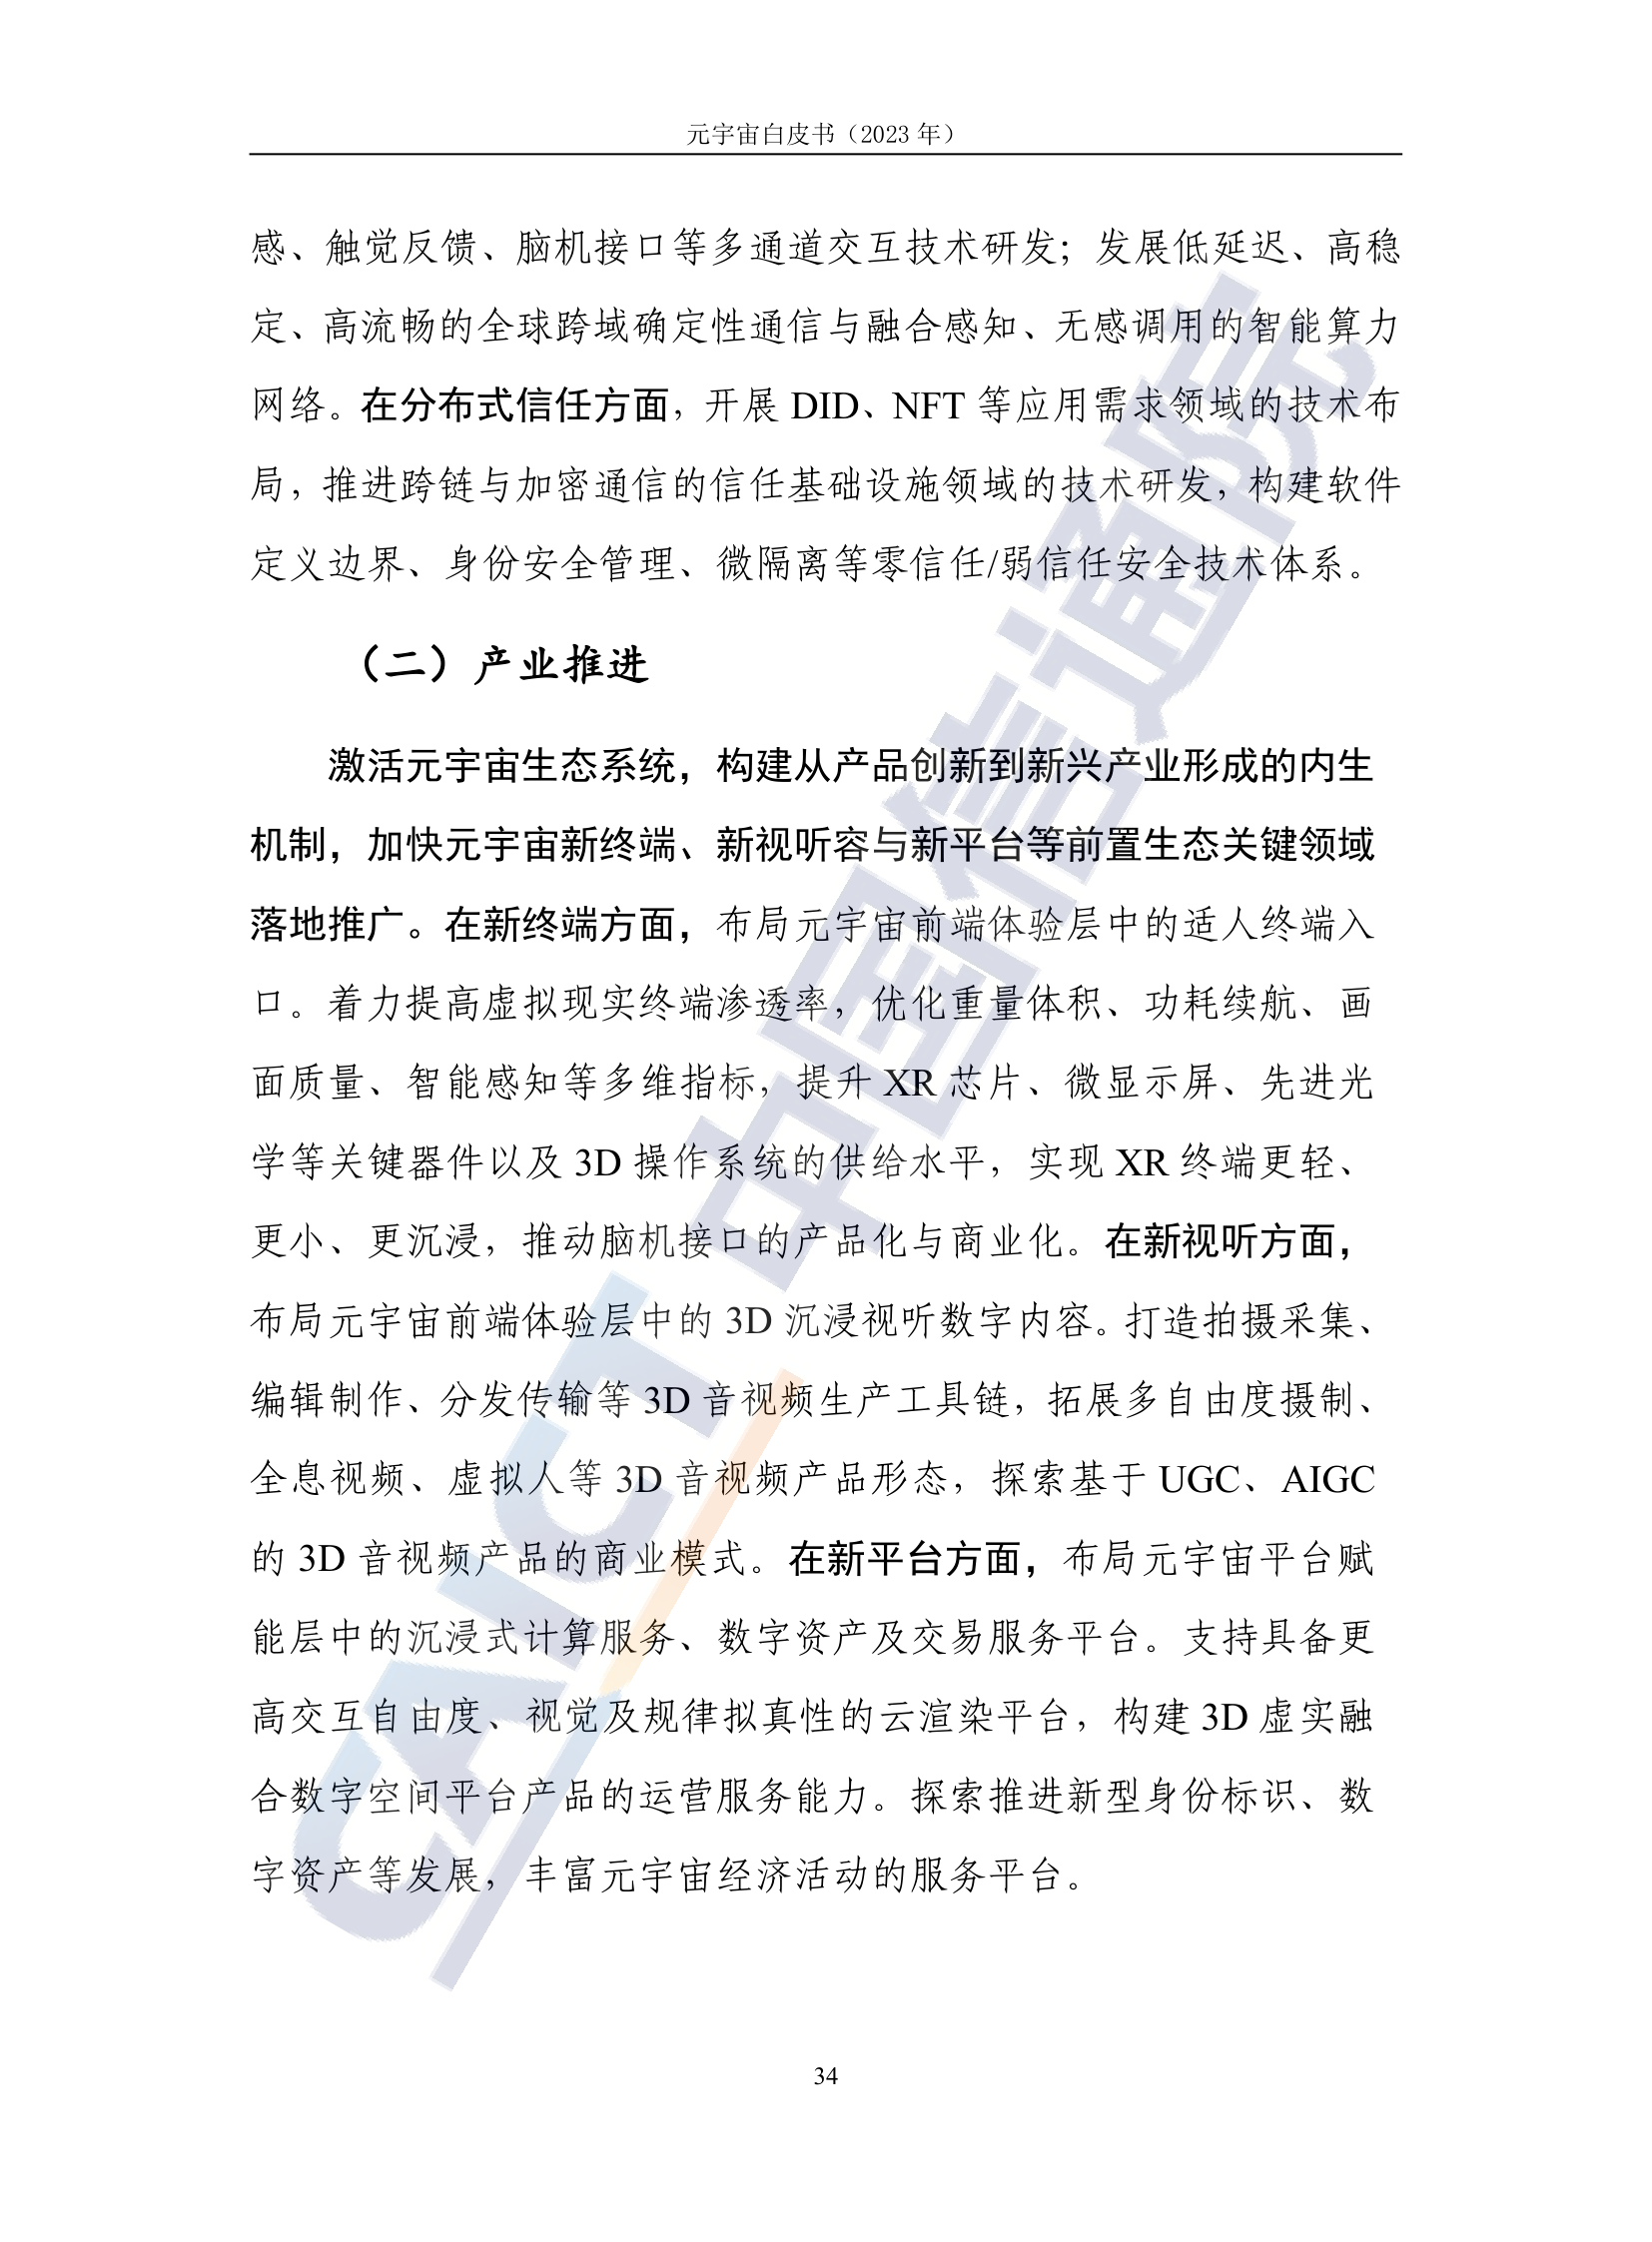 元宇宙白皮书（2023 年）
感、触觉反馈、脑机接口等多通道交互技术研发；发展低延迟、高稳
定、高流畅的全球跨域确定性通信与融合感知、无感调用的智能算力
网络。在分布式信任方面，开展 DID、NFT 等应用需求领域的技术布
局，推进跨链与加密通信的信任基础设施领域的技术研发，构建软件
定义边界、身份安全管理、微隔离等零信任/弱信任安全技术体系。
（二）产业推进
激活元宇宙生态系统，构建从产品创新到新兴产业形成的内生
机制，加快元宇宙新终端、新视听容与新平台等前置生态关键领域
落地推广。在新终端方面，布局元宇宙前端体验层中的适人终端入
口。着力提高虚拟现实终端渗透率，优化重量体积、功耗续航、画
面质量、智能感知等多维指标，提升 XR 芯片、微显示屏、先进光
学等关键器件以及 3D 操作系统的供给水平，实现 XR 终端更轻、
更小、更沉浸，推动脑机接口的产品化与商业化。在新视听方面，
布局元宇宙前端体验层中的 3D 沉浸视听数字内容。打造拍摄采集、
编辑制作、分发传输等 3D 音视频生产工具链，拓展多自由度摄制、
全息视频、虚拟人等 3D 音视频产品形态，探索基于 UGC、AIGC
的 3D 音视频产品的商业模式。在新平台方面，布局元宇宙平台赋
能层中的沉浸式计算服务、数字资产及交易服务平台。支持具备更
高交互自由度、视觉及规律拟真性的云渲染平台，构建 3D 虚实融
合数字空间平台产品的运营服务能力。探索推进新型身份标识、数
字资产等发展，丰富元宇宙经济活动的服务平台。
CAICT 中国信通院
34